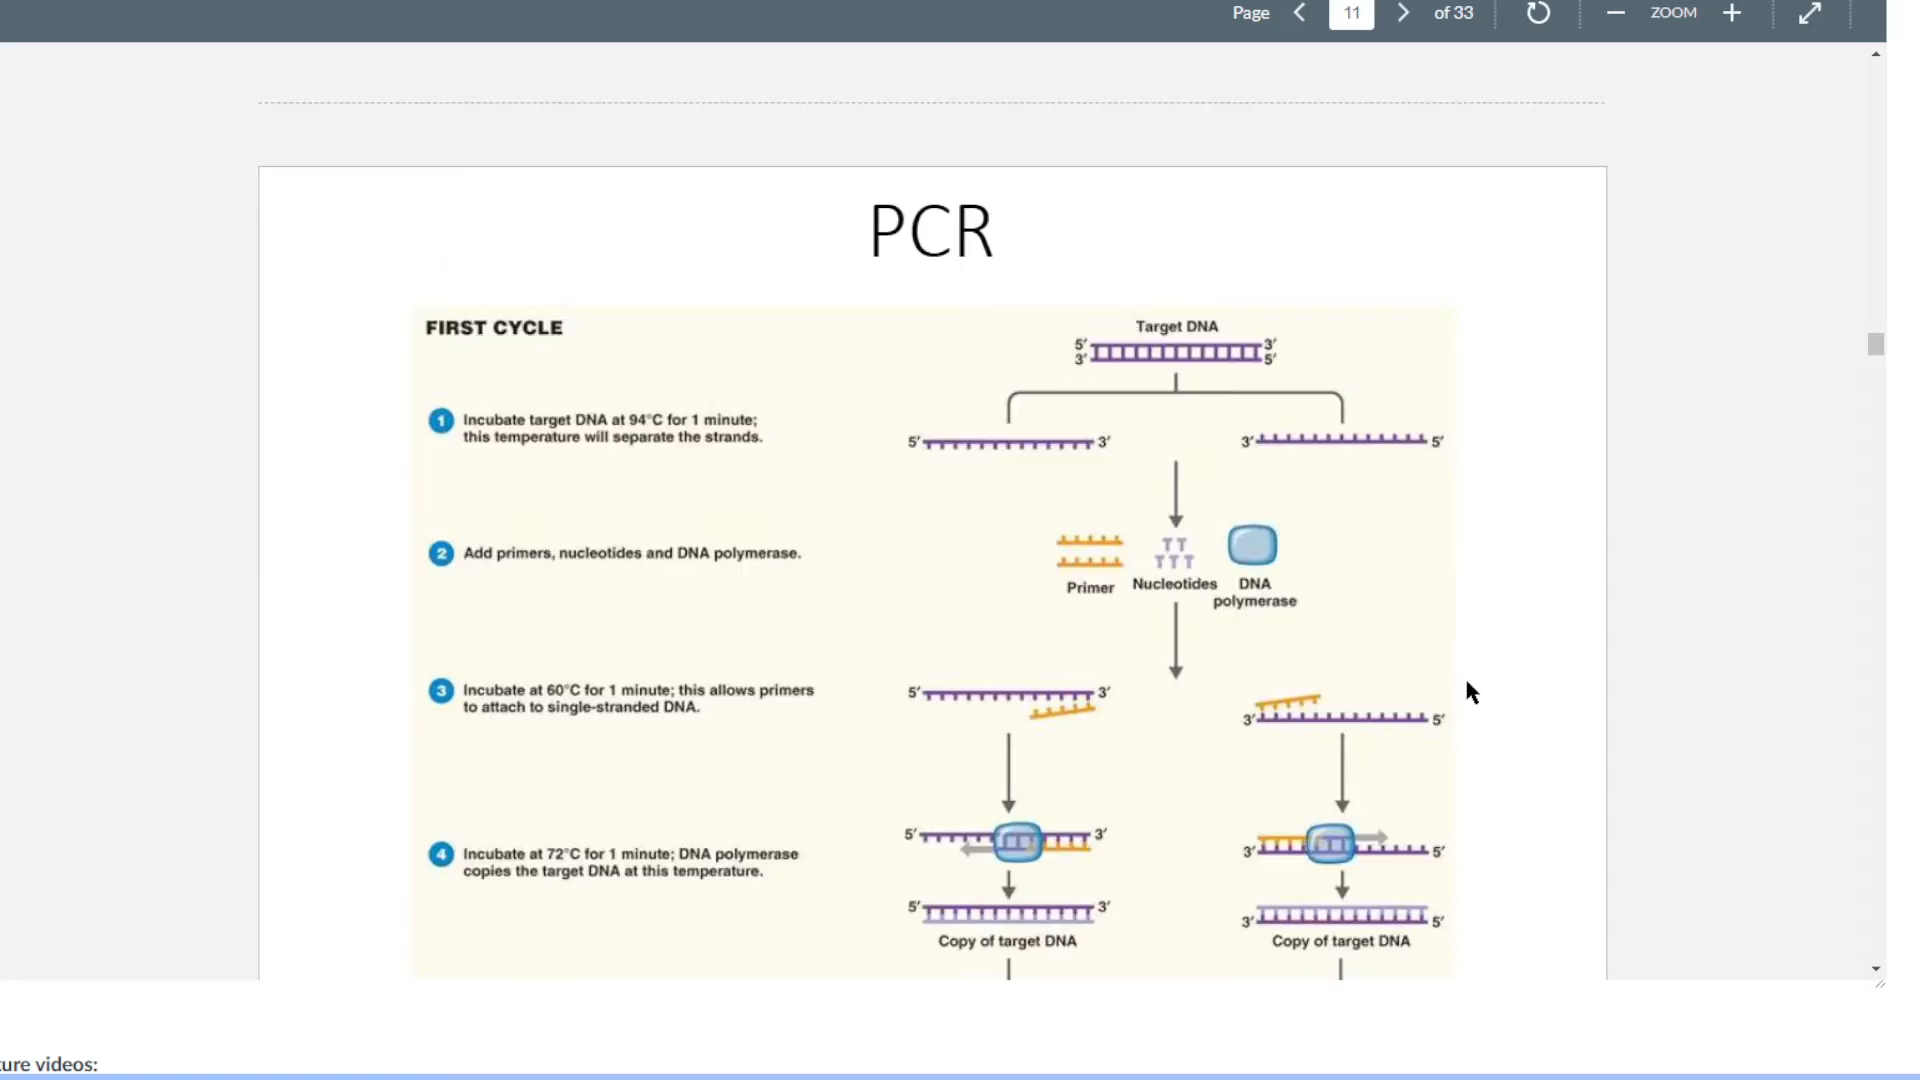 Page 11 of 33 ZOOM
PCR
FIRST CYCLE
Target DNA
5′ 3′
3′ 5′
1 Incubate target DNA at 94°C for 1 minute;
this temperature will separate the strands.
5′ 3′ 3′ 5′
2 Add primers, nucleotides and DNA polymerase.
TT
TTT
Primer Nucleotides DNA
polymerase
3 Incubate at 60°C for 1 minute; this allows primers
to attach to single-stranded DNA.
5′ 3′
3′ 5′
4 Incubate at 72°C for 1 minute; DNA polymerase
copies the target DNA at this temperature.
5′ 3′
3′ 5′
5′ 3′
3′ 5′
Copy of target DNA Copy of target DNA
ture videos: